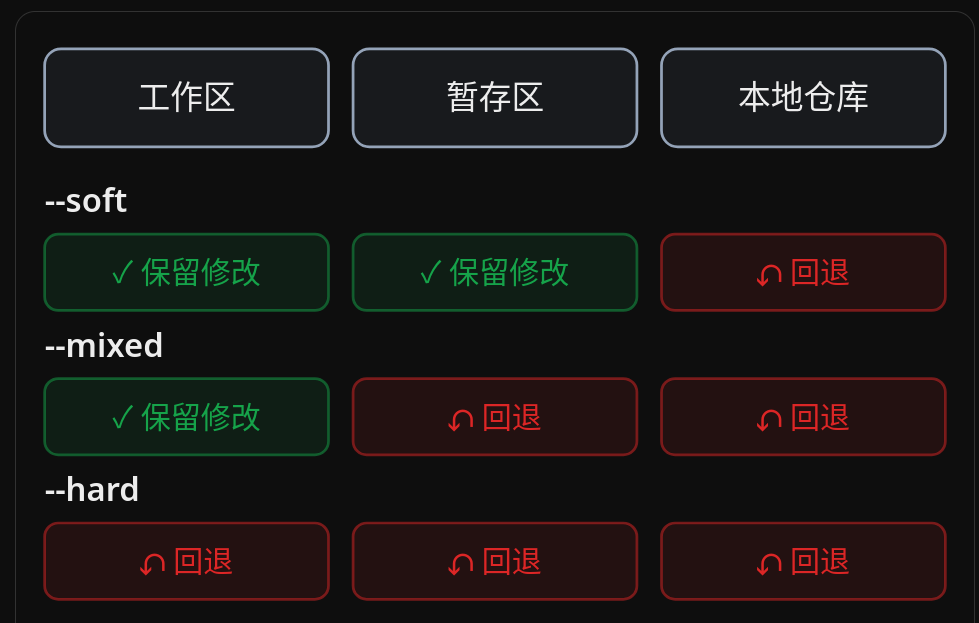 工作区 暂存区 本地仓库
--soft
✓ 保留修改 ✓ 保留修改 ↶ 回退
--mixed
✓ 保留修改 ↶ 回退 ↶ 回退
--hard
↶ 回退 ↶ 回退 ↶ 回退